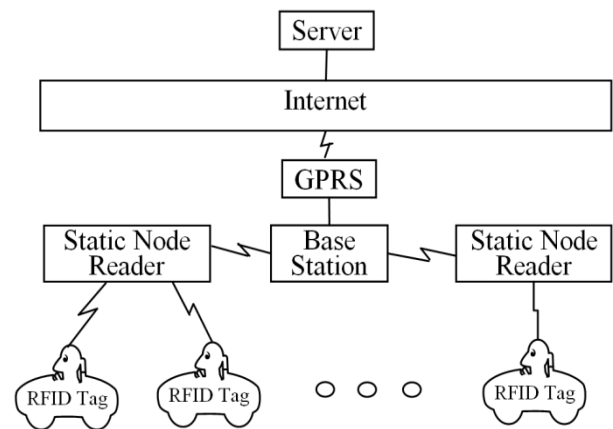 Server
Internet
GPRS
Static Node
Reader
Base
Station
Static Node
Reader
RFID Tag
RFID Tag
RFID Tag